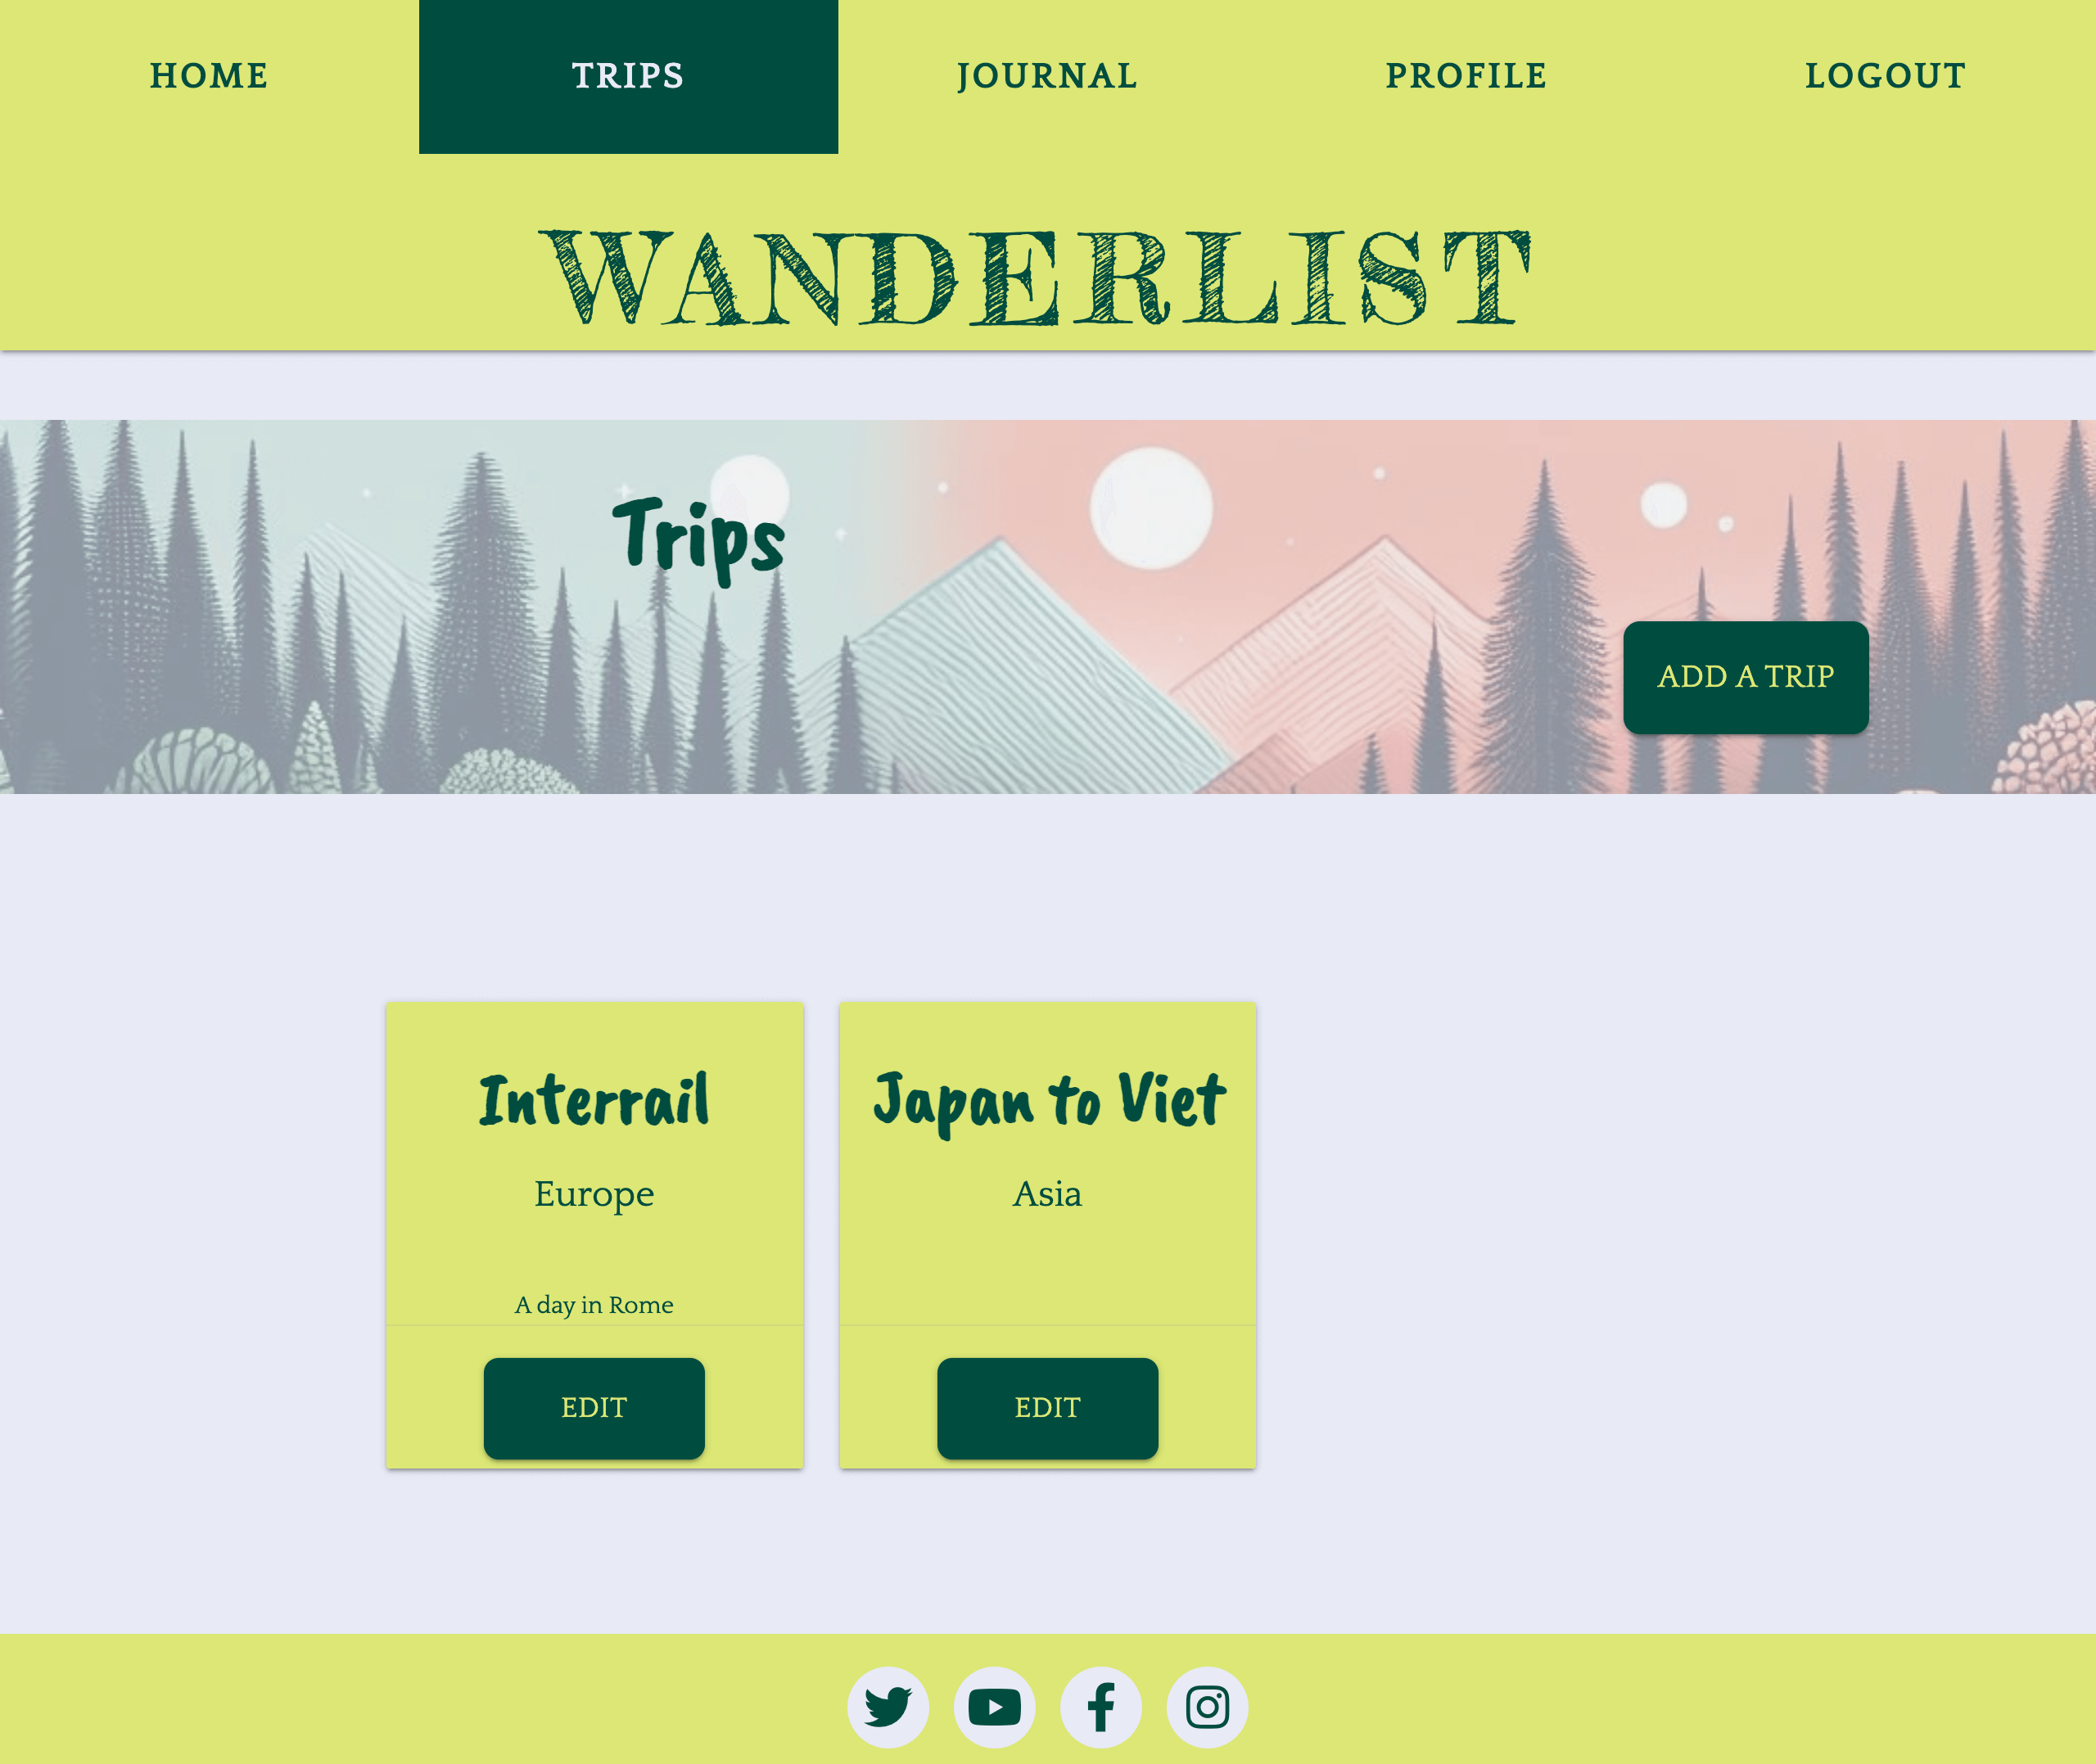 HOME
TRIPS
JOURNAL
PROFILE
LOGOUT
WANDERLIST
Trips
ADD A TRIP
Interrail
Europe
A day in Rome
EDIT
Japan to Viet
Asia
EDIT